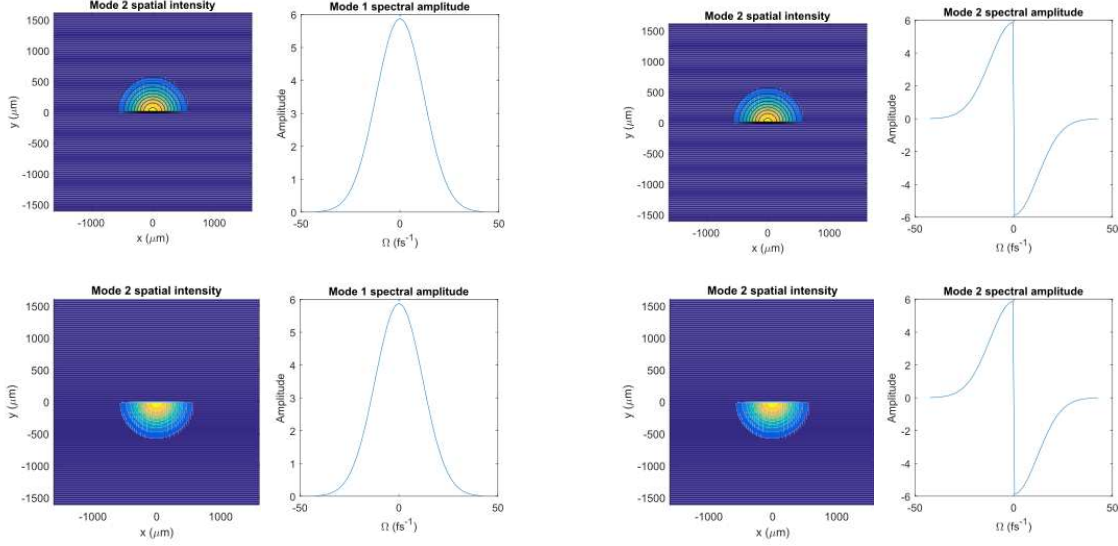 Mode 2 spatial intensity
1500
1000
500
0
-500
-1000
-1500
y (μm)
-1000 0 1000
x (μm)
Mode 1 spectral amplitude
6
5
4
3
2
1
0
Amplitude
-50 0 50
Ω (fs⁻¹)
Mode 2 spatial intensity
1500
1000
500
0
-500
-1000
-1500
y (μm)
-1000 0 1000
x (μm)
Mode 2 spectral amplitude
6
4
2
0
-2
-4
-6
Amplitude
-50 0 50
Ω (fs⁻¹)
Mode 2 spatial intensity
1500
1000
500
0
-500
-1000
-1500
y (μm)
-1000 0 1000
x (μm)
Mode 1 spectral amplitude
6
5
4
3
2
1
0
Amplitude
-50 0 50
Ω (fs⁻¹)
Mode 2 spatial intensity
1500
1000
500
0
-500
-1000
-1500
y (μm)
-1000 0 1000
x (μm)
Mode 2 spectral amplitude
6
4
2
0
-2
-4
-6
Amplitude
-50 0 50
Ω (fs⁻¹)